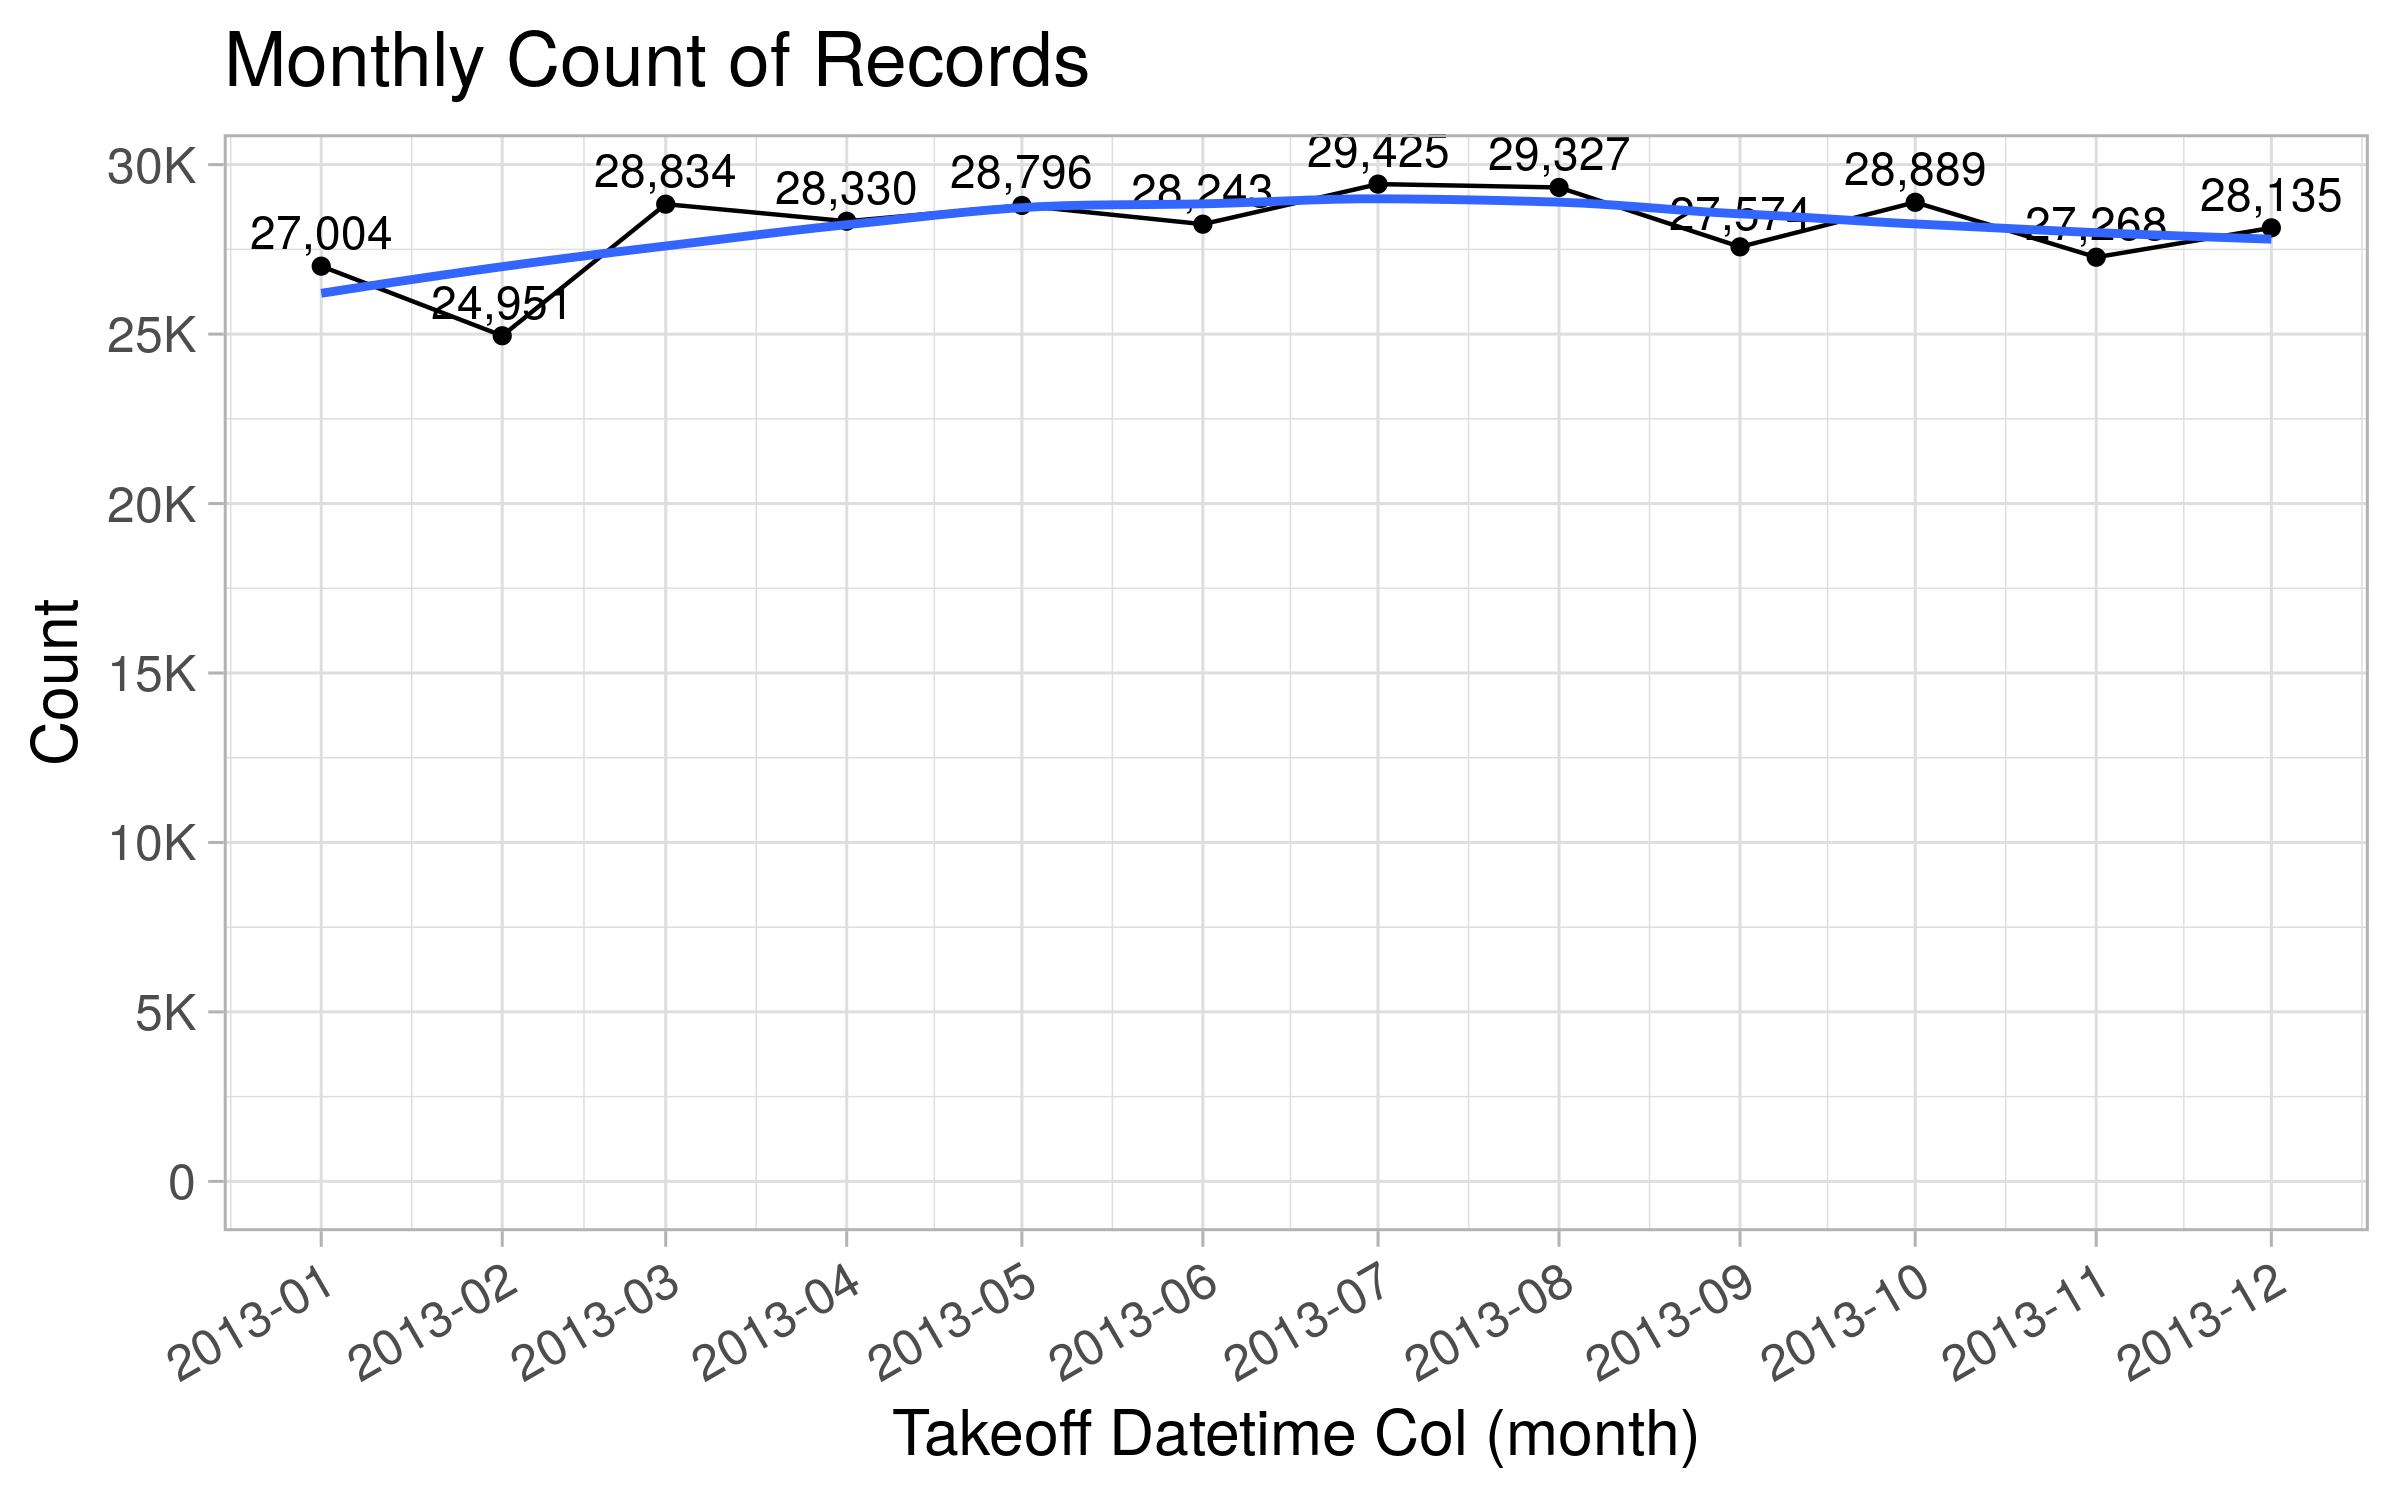 Monthly Count of Records
30K
25K
20K
15K
10K
5K
0
Count
27,004
24,951
28,834
28,330
28,796
28,243
29,425
29,327
27,574
28,889
27,268
28,135
2013-01
2013-02
2013-03
2013-04
2013-05
2013-06
2013-07
2013-08
2013-09
2013-10
2013-11
2013-12
Takeoff Datetime Col (month)